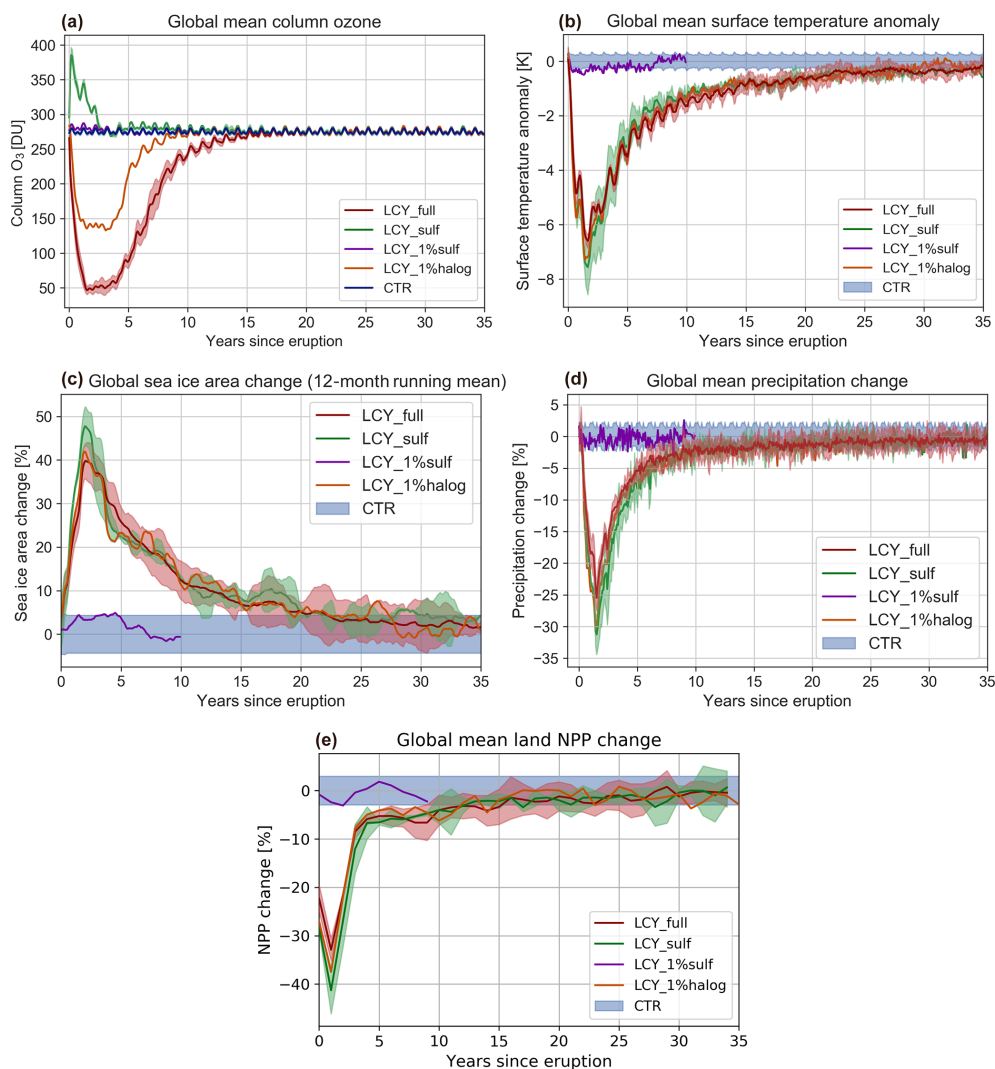 (a) Global mean column ozone
Column O₃ [DU]
400
350
300
250
200
150
100
50
0 5 10 15 20 25 30 35
Years since eruption
LCY_full
LCY_sulf
LCY_1%sulf
LCY_1%halog
CTR
(b) Global mean surface temperature anomaly
Surface temperature anomaly [K]
0
−2
−4
−6
−8
0 5 10 15 20 25 30 35
Years since eruption
LCY_full
LCY_sulf
LCY_1%sulf
LCY_1%halog
CTR
(c) Global sea ice area change (12-month running mean)
Sea ice area change [%]
50
40
30
20
10
0
0 5 10 15 20 25 30 35
Years since eruption
LCY_full
LCY_sulf
LCY_1%sulf
LCY_1%halog
CTR
(d) Global mean precipitation change
Precipitation change [%]
5
0
−5
−10
−15
−20
−25
−30
−35
0 5 10 15 20 25 30 35
Years since eruption
LCY_full
LCY_sulf
LCY_1%sulf
LCY_1%halog
CTR
(e) Global mean land NPP change
NPP change [%]
0
−10
−20
−30
−40
0 5 10 15 20 25 30 35
Years since eruption
LCY_full
LCY_sulf
LCY_1%sulf
LCY_1%halog
CTR